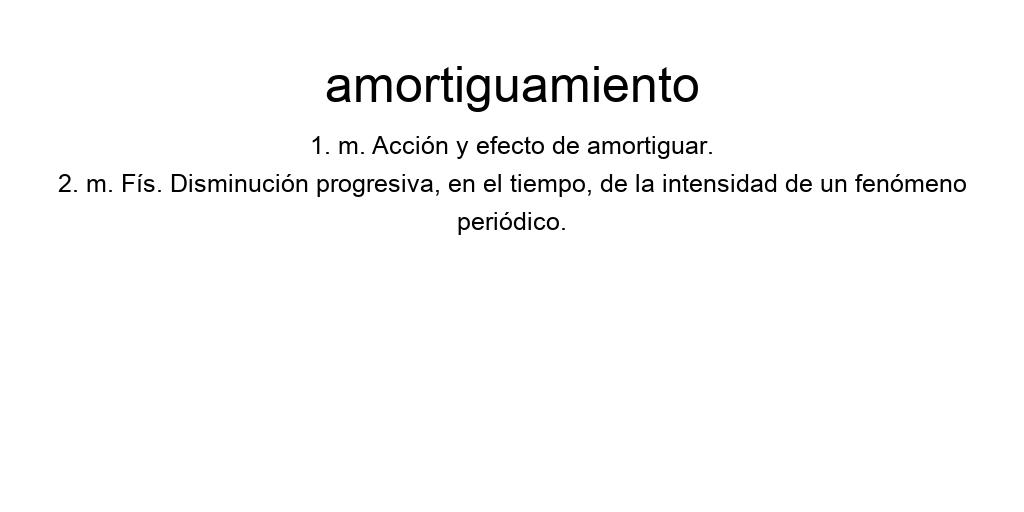 amortiguamiento
1. m. Acción y efecto de amortiguar.
2. m. Fís. Disminución progresiva, en el tiempo, de la intensidad de un fenómeno
periódico.